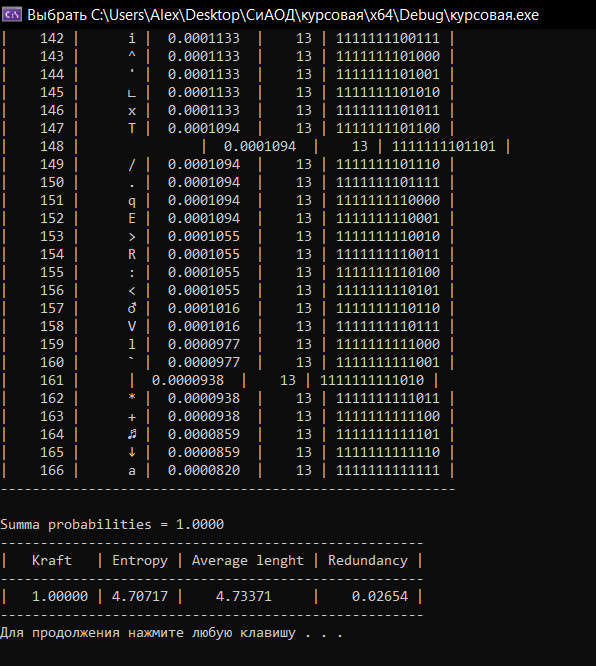 Выбрать C:\Users\Alex\Desktop\СиАОД\курсовая\x64\Debug\курсовая.exe
|    142 |      i |  0.0001133  |    13 | 1111111100111 |
|    143 |      ^ |  0.0001133  |    13 | 1111111101000 |
|    144 |      ' |  0.0001133  |    13 | 1111111101001 |
|    145 |      ∟ |  0.0001133  |    13 | 1111111101010 |
|    146 |      x |  0.0001133  |    13 | 1111111101011 |
|    147 |      T |  0.0001094  |    13 | 1111111101100 |
|    148 |               |  0.0001094  |    13 | 1111111101101 |
|    149 |      / |  0.0001094  |    13 | 1111111101110 |
|    150 |      . |  0.0001094  |    13 | 1111111101111 |
|    151 |      q |  0.0001094  |    13 | 1111111110000 |
|    152 |      E |  0.0001094  |    13 | 1111111110001 |
|    153 |      > |  0.0001055  |    13 | 1111111110010 |
|    154 |      R |  0.0001055  |    13 | 1111111110011 |
|    155 |      : |  0.0001055  |    13 | 1111111110100 |
|    156 |      < |  0.0001055  |    13 | 1111111110101 |
|    157 |      ♂ |  0.0001016  |    13 | 1111111110110 |
|    158 |      V |  0.0001016  |    13 | 1111111110111 |
|    159 |      l |  0.0000977  |    13 | 1111111111000 |
|    160 |      ` |  0.0000977  |    13 | 1111111111001 |
|    161 |      |  0.0000938  |    13 | 1111111111010 |
|    162 |      * |  0.0000938  |    13 | 1111111111011 |
|    163 |      + |  0.0000938  |    13 | 1111111111100 |
|    164 |      ♬ |  0.0000859  |    13 | 1111111111101 |
|    165 |      ↓ |  0.0000859  |    13 | 1111111111110 |
|    166 |      a |  0.0000820  |    13 | 1111111111111 |
---------------------------------------------------------
Summa probabilities = 1.0000
-----------------------------------------------------
|   Kraft   | Entropy | Average lenght | Redundancy |
-----------------------------------------------------
|   1.00000 | 4.70717 |    4.73371     |    0.02654 |
-----------------------------------------------------
Для продолжения нажмите любую клавишу . . .